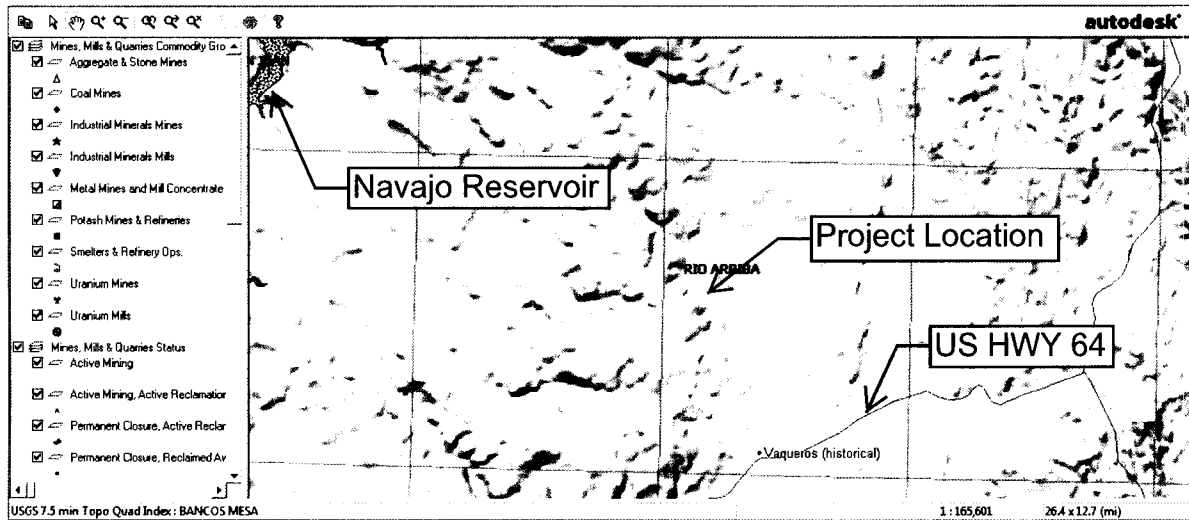 autodesk
Mines, Mills & Quarries Commodity Gro
Aggregate & Stone Mines
Coal Mines
Industrial Minerals Mines
Industrial Minerals Mills
Metal Mines and Mill Concentrate
Potash Mines & Refineries
Smelters & Refinery Ops.
Uranium Mines
Uranium Mills
Mines, Mills & Quarries Status
Active Mining
Active Mining, Active Reclamation
Permanent Closure, Active Reclar
Permanent Closure, Reclaimed Av
Navajo Reservoir
Project Location
RIO ARRIBA
US HWY 64
Vaqueros (historical)
USGS 7.5 min Topo Quad Index : BANCOS MESA
1 : 165,601
26.4 x 12.7 (mi)